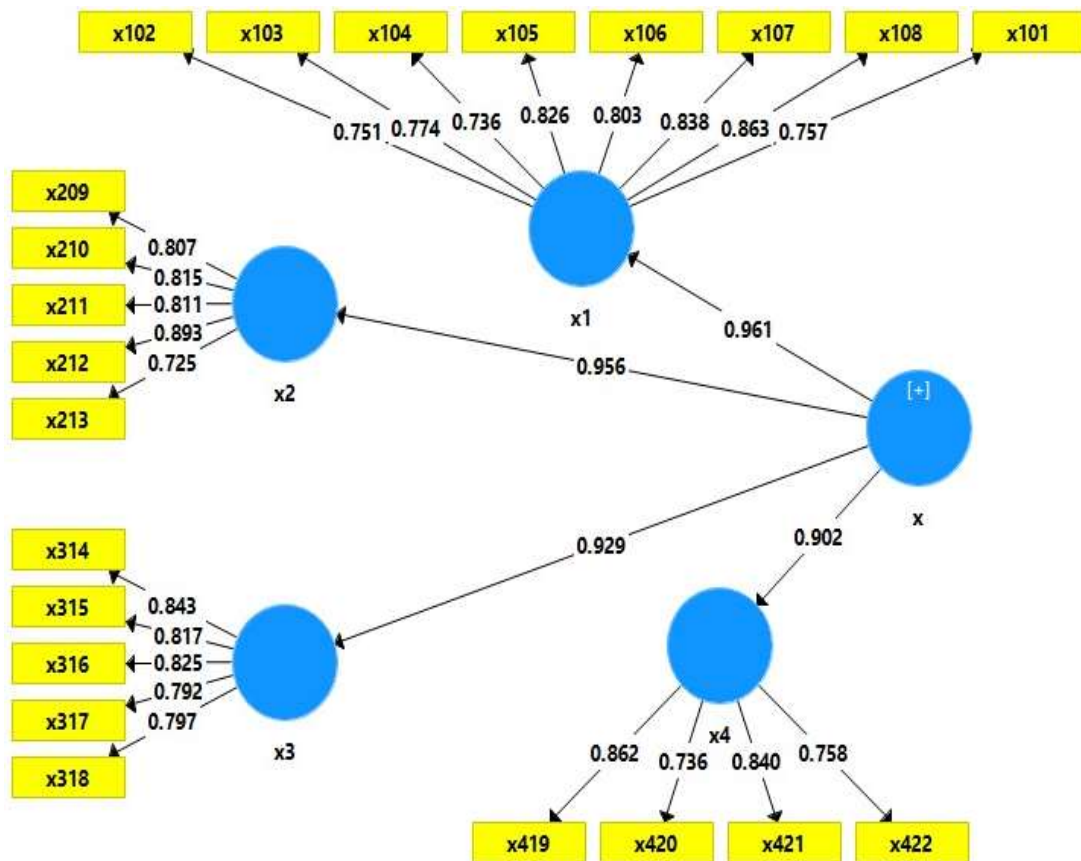 x102 x103 x104 x105 x106 x107 x108 x101
0.751 0.774 0.736 0.826 0.803 0.838 0.863 0.757
x209
x210
x211
x212
x213
0.807
0.815
0.811
0.893
0.725
x2
x1
0.961
0.956
[+]
x
0.929
0.902
x314
x315
x316
x317
x318
0.843
0.817
0.825
0.792
0.797
x3
x4
0.862 0.736 0.840 0.758
x419 x420 x421 x422